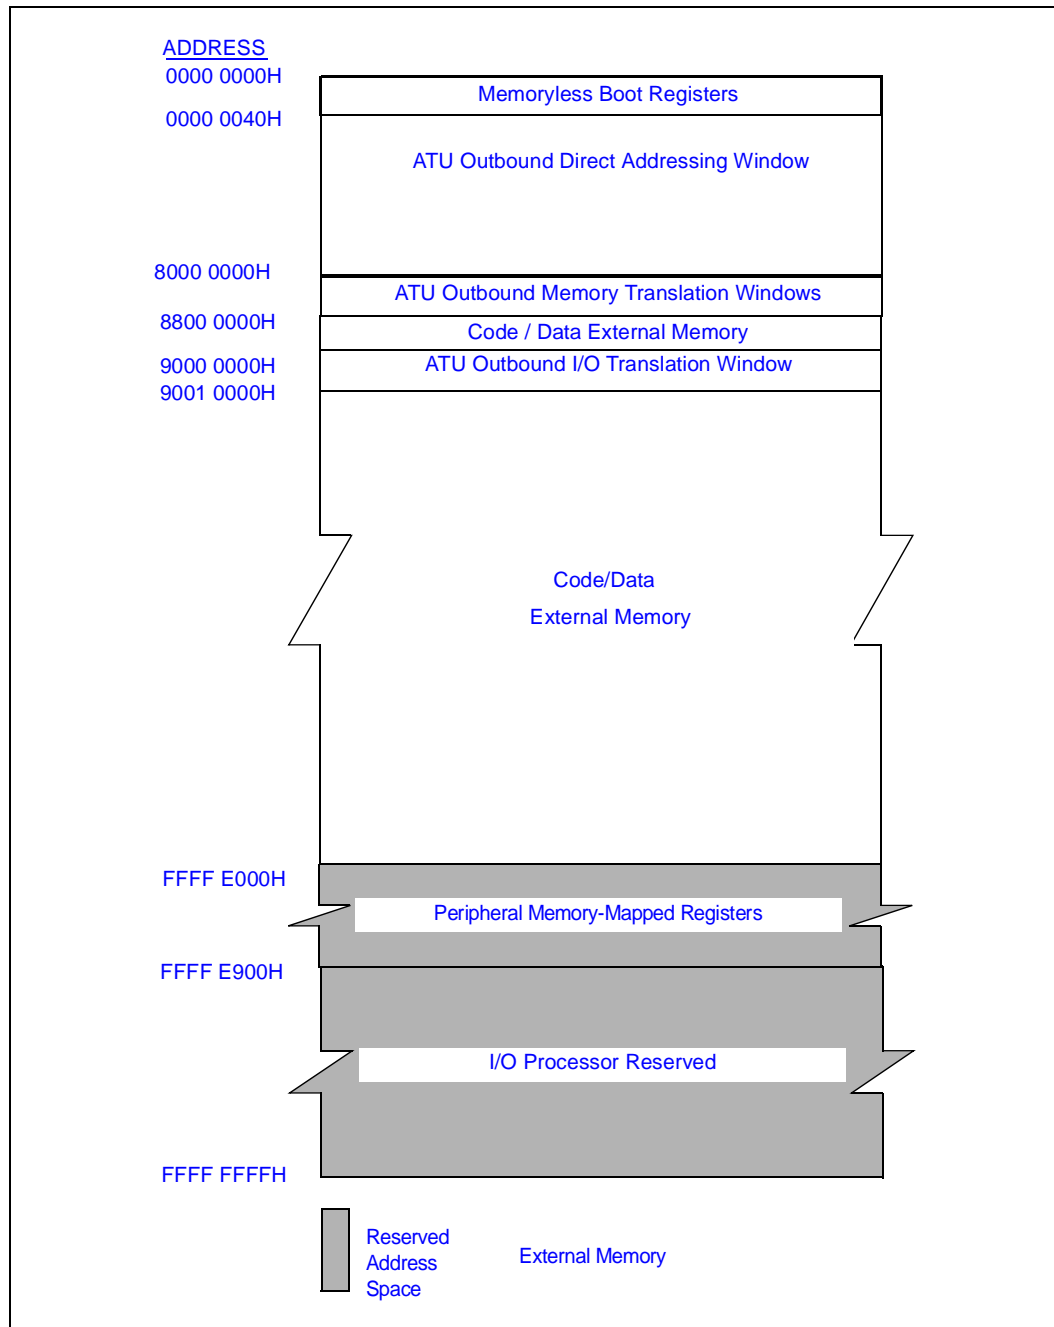 ADDRESS
0000 0000H
Memoryless Boot Registers
0000 0040H
ATU Outbound Direct Addressing Window
8000 0000H
ATU Outbound Memory Translation Windows
8800 0000H
Code / Data External Memory
9000 0000H
ATU Outbound I/O Translation Window
9001 0000H
Code/Data
External Memory
FFFF E000H
Peripheral Memory-Mapped Registers
FFFF E900H
I/O Processor Reserved
FFFF FFFFH
Reserved
Address
Space
External Memory